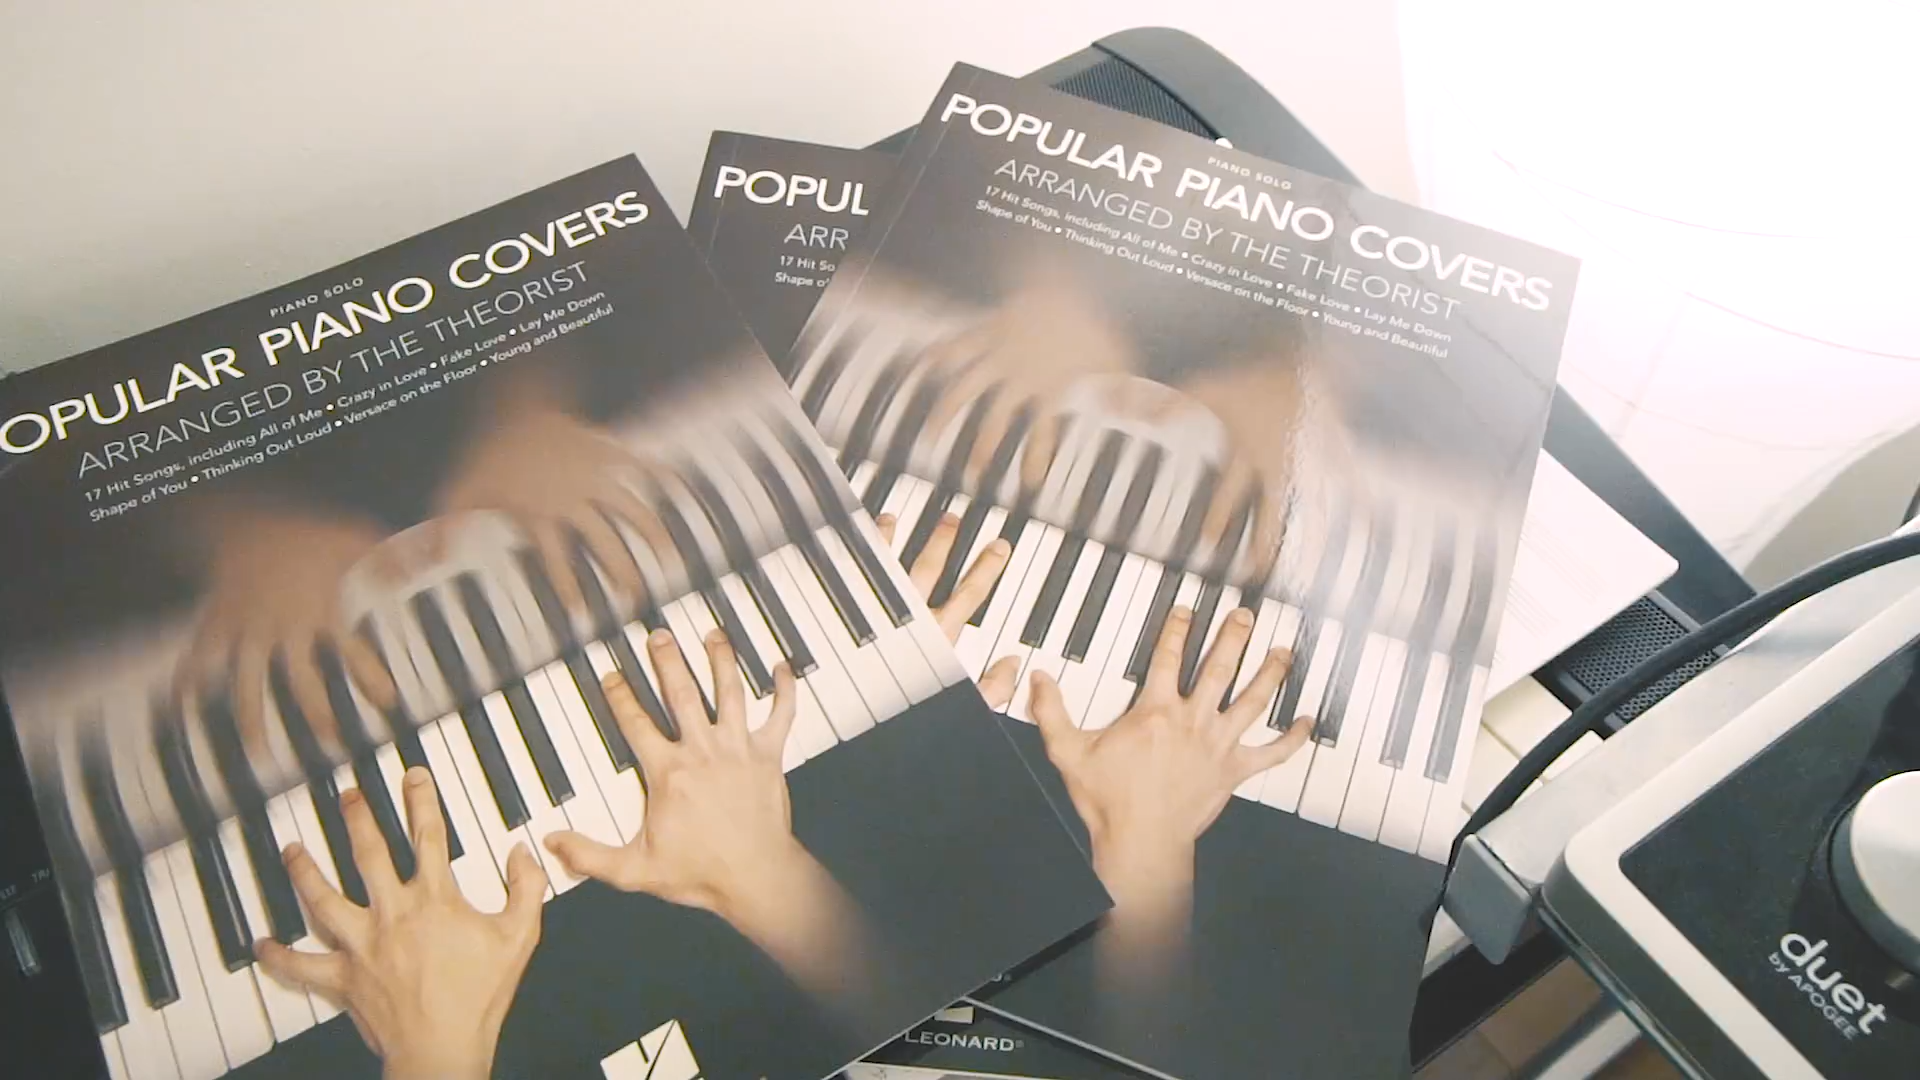 PIANO SOLO
OPULAR PIANO COVERS
ARRANGED BY THE THEORIST
17 Hit Songs, including All of Me • Crazy in Love • Fake Love • Lay Me Down
Shape of You • Thinking Out Loud • Versace on the Floor • Young and Beautiful
POPUL
ARR
17 Hit So
Shape o
PIANO SOLO
POPULAR PIANO COVERS
ARRANGED BY THE THEORIST
17 Hit Songs, including All of Me • Crazy in Love • Fake Love • Lay Me Down
Shape of You • Thinking Out Loud • Versace on the Floor • Young and Beautiful
LEONARD®
duet
by APOGEE